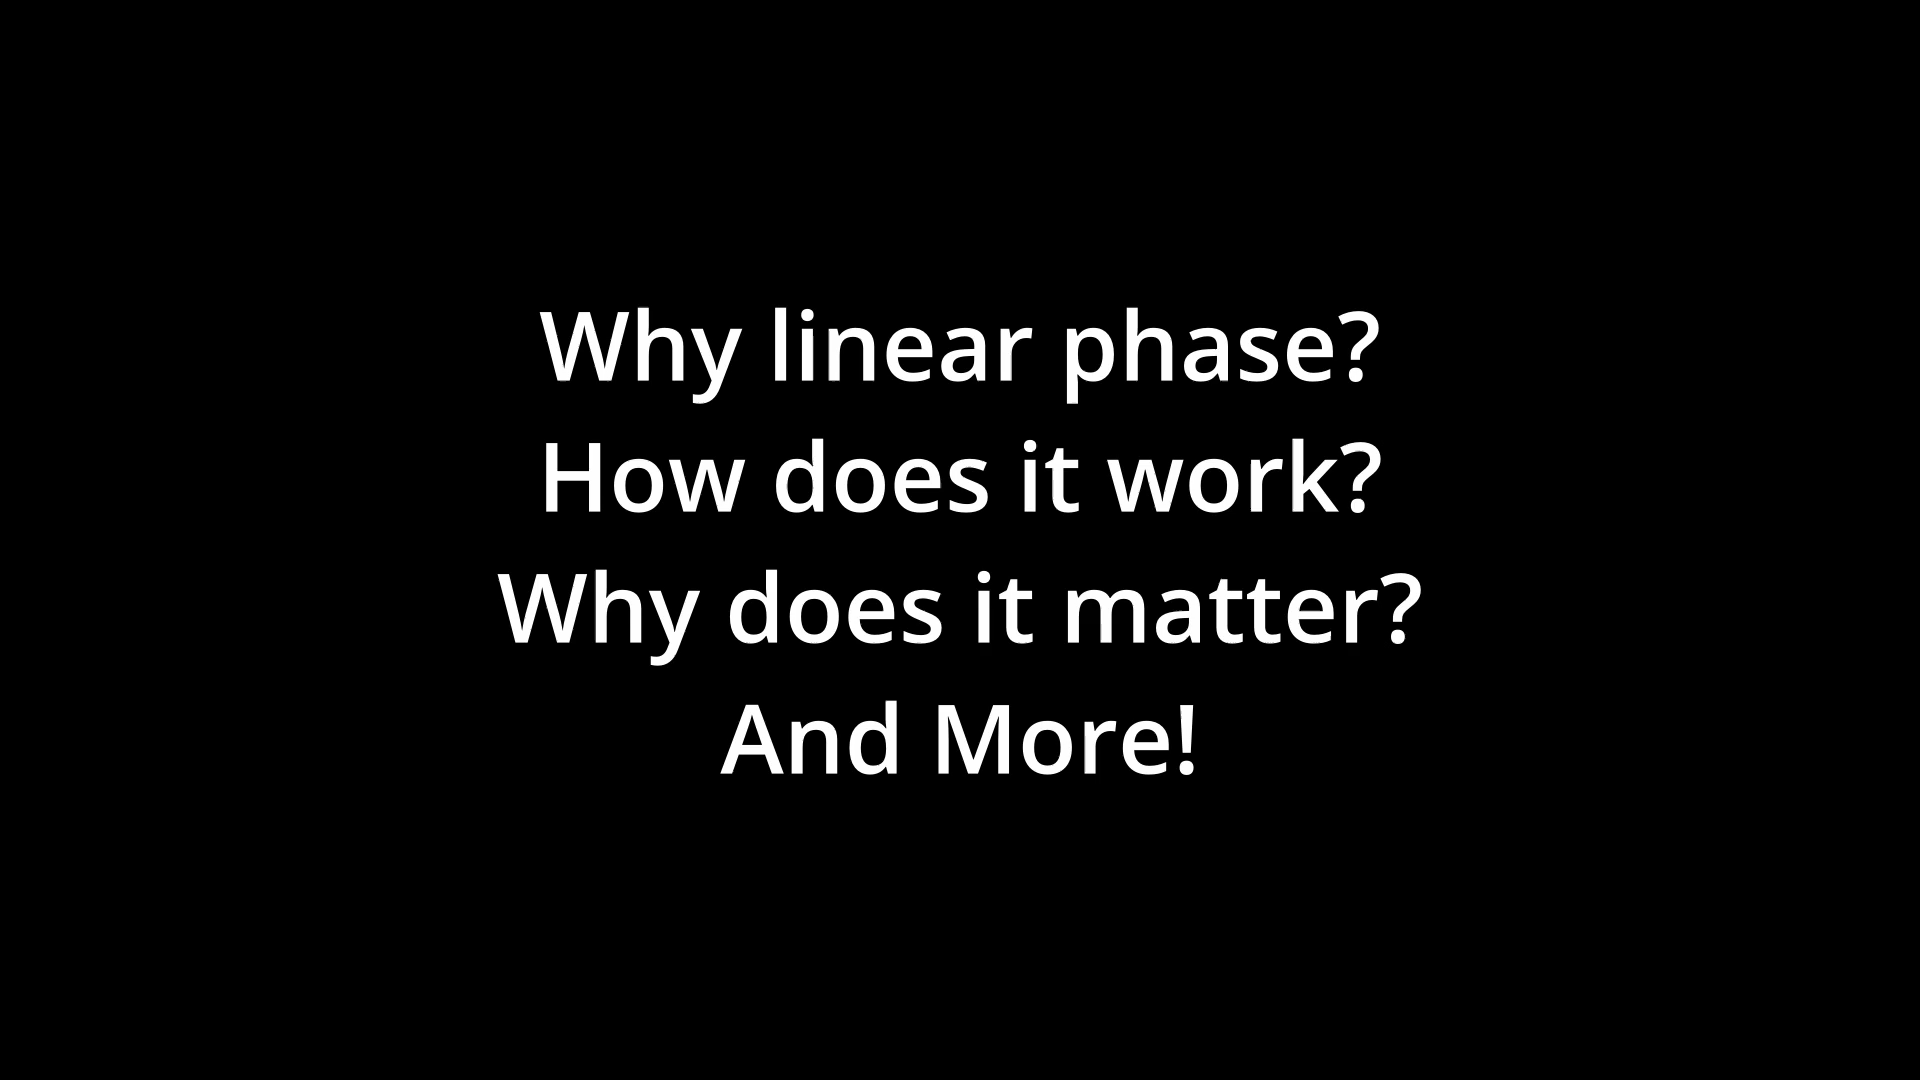 Why linear phase?
How does it work?
Why does it matter?
And More!